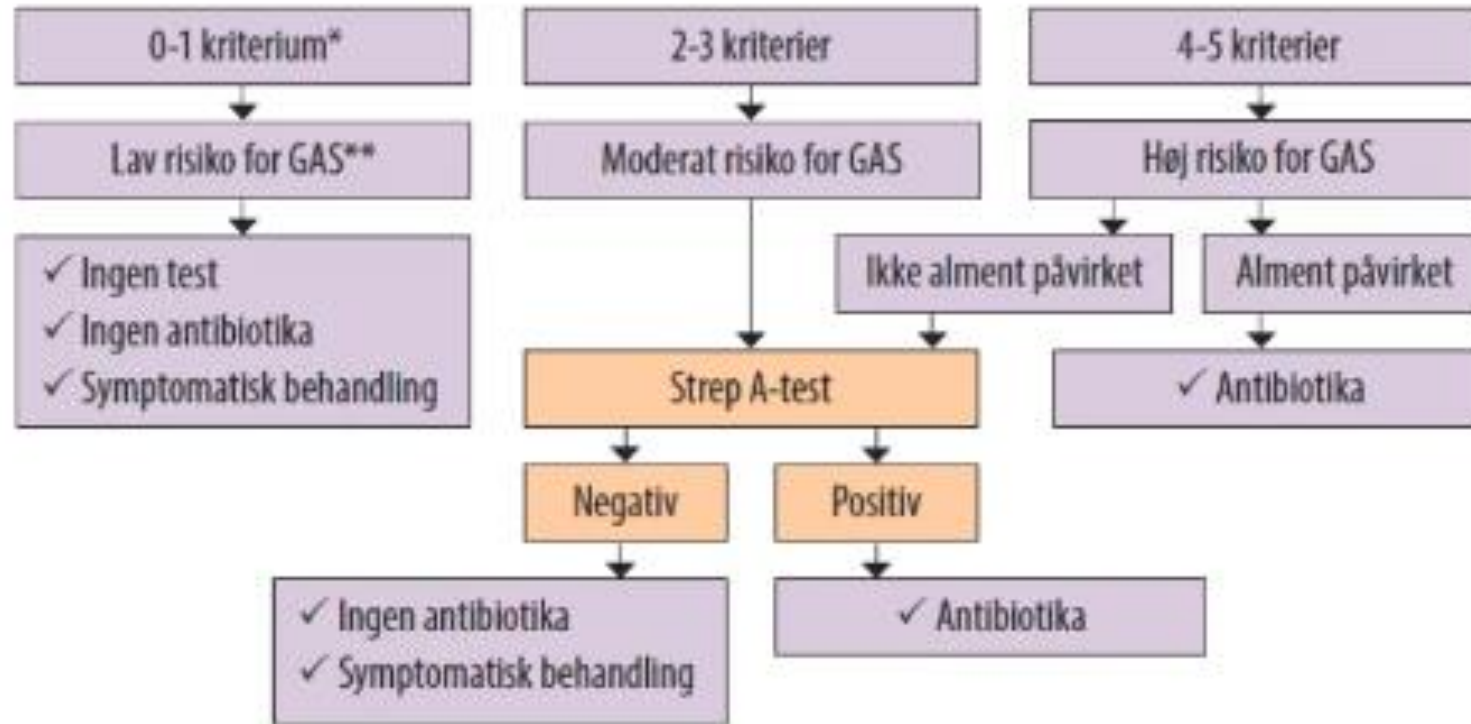 0-1 kriterium*
2-3 kriterier
4-5 kriterier
Lav risiko for GAS**
Moderat risiko for GAS
Høj risiko for GAS
✓ Ingen test
✓ Ingen antibiotika
✓ Symptomatisk behandling
Ikke alment påvirket
Alment påvirket
Strep A-test
✓ Antibiotika
Negativ
Positiv
✓ Ingen antibiotika
✓ Symptomatisk behandling
✓ Antibiotika